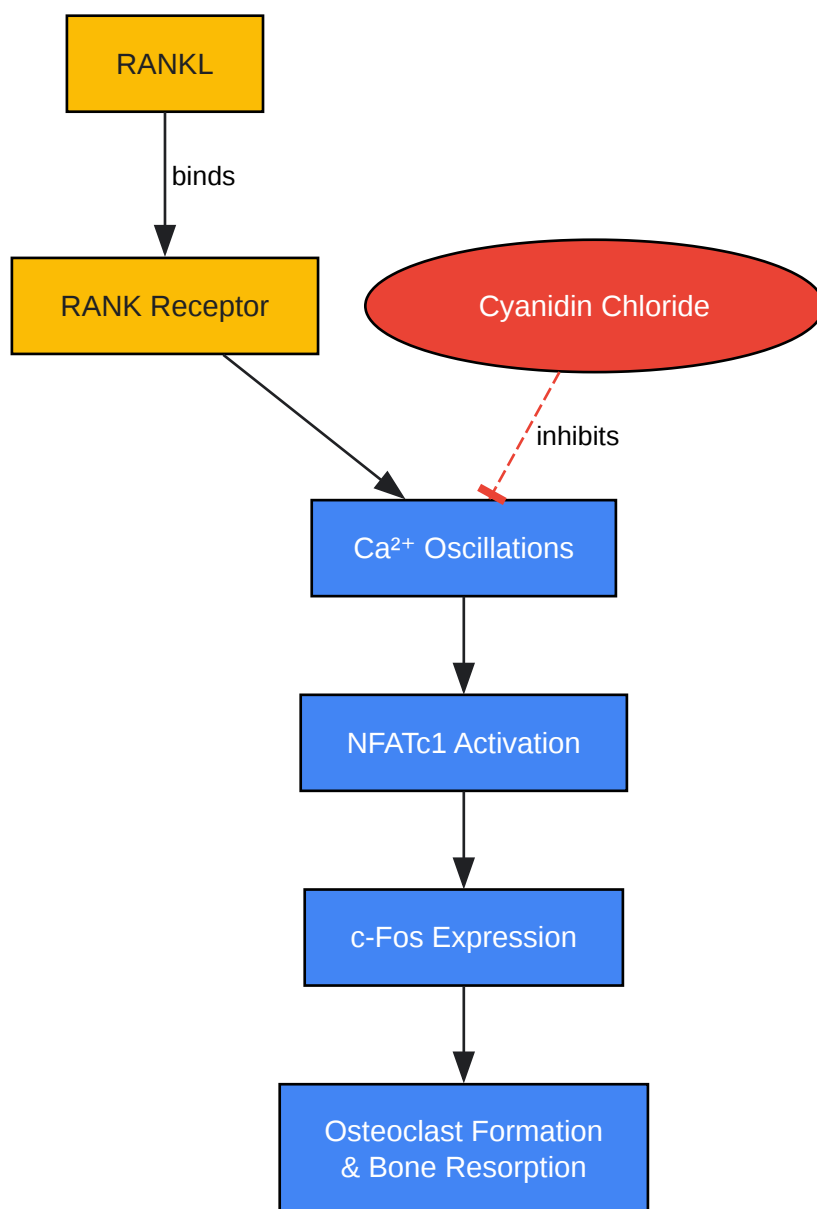 RANKL
binds
RANK Receptor
Cyanidin Chloride
inhibits
Ca²⁺ Oscillations
NFATc1 Activation
c-Fos Expression
Osteoclast Formation
& Bone Resorption